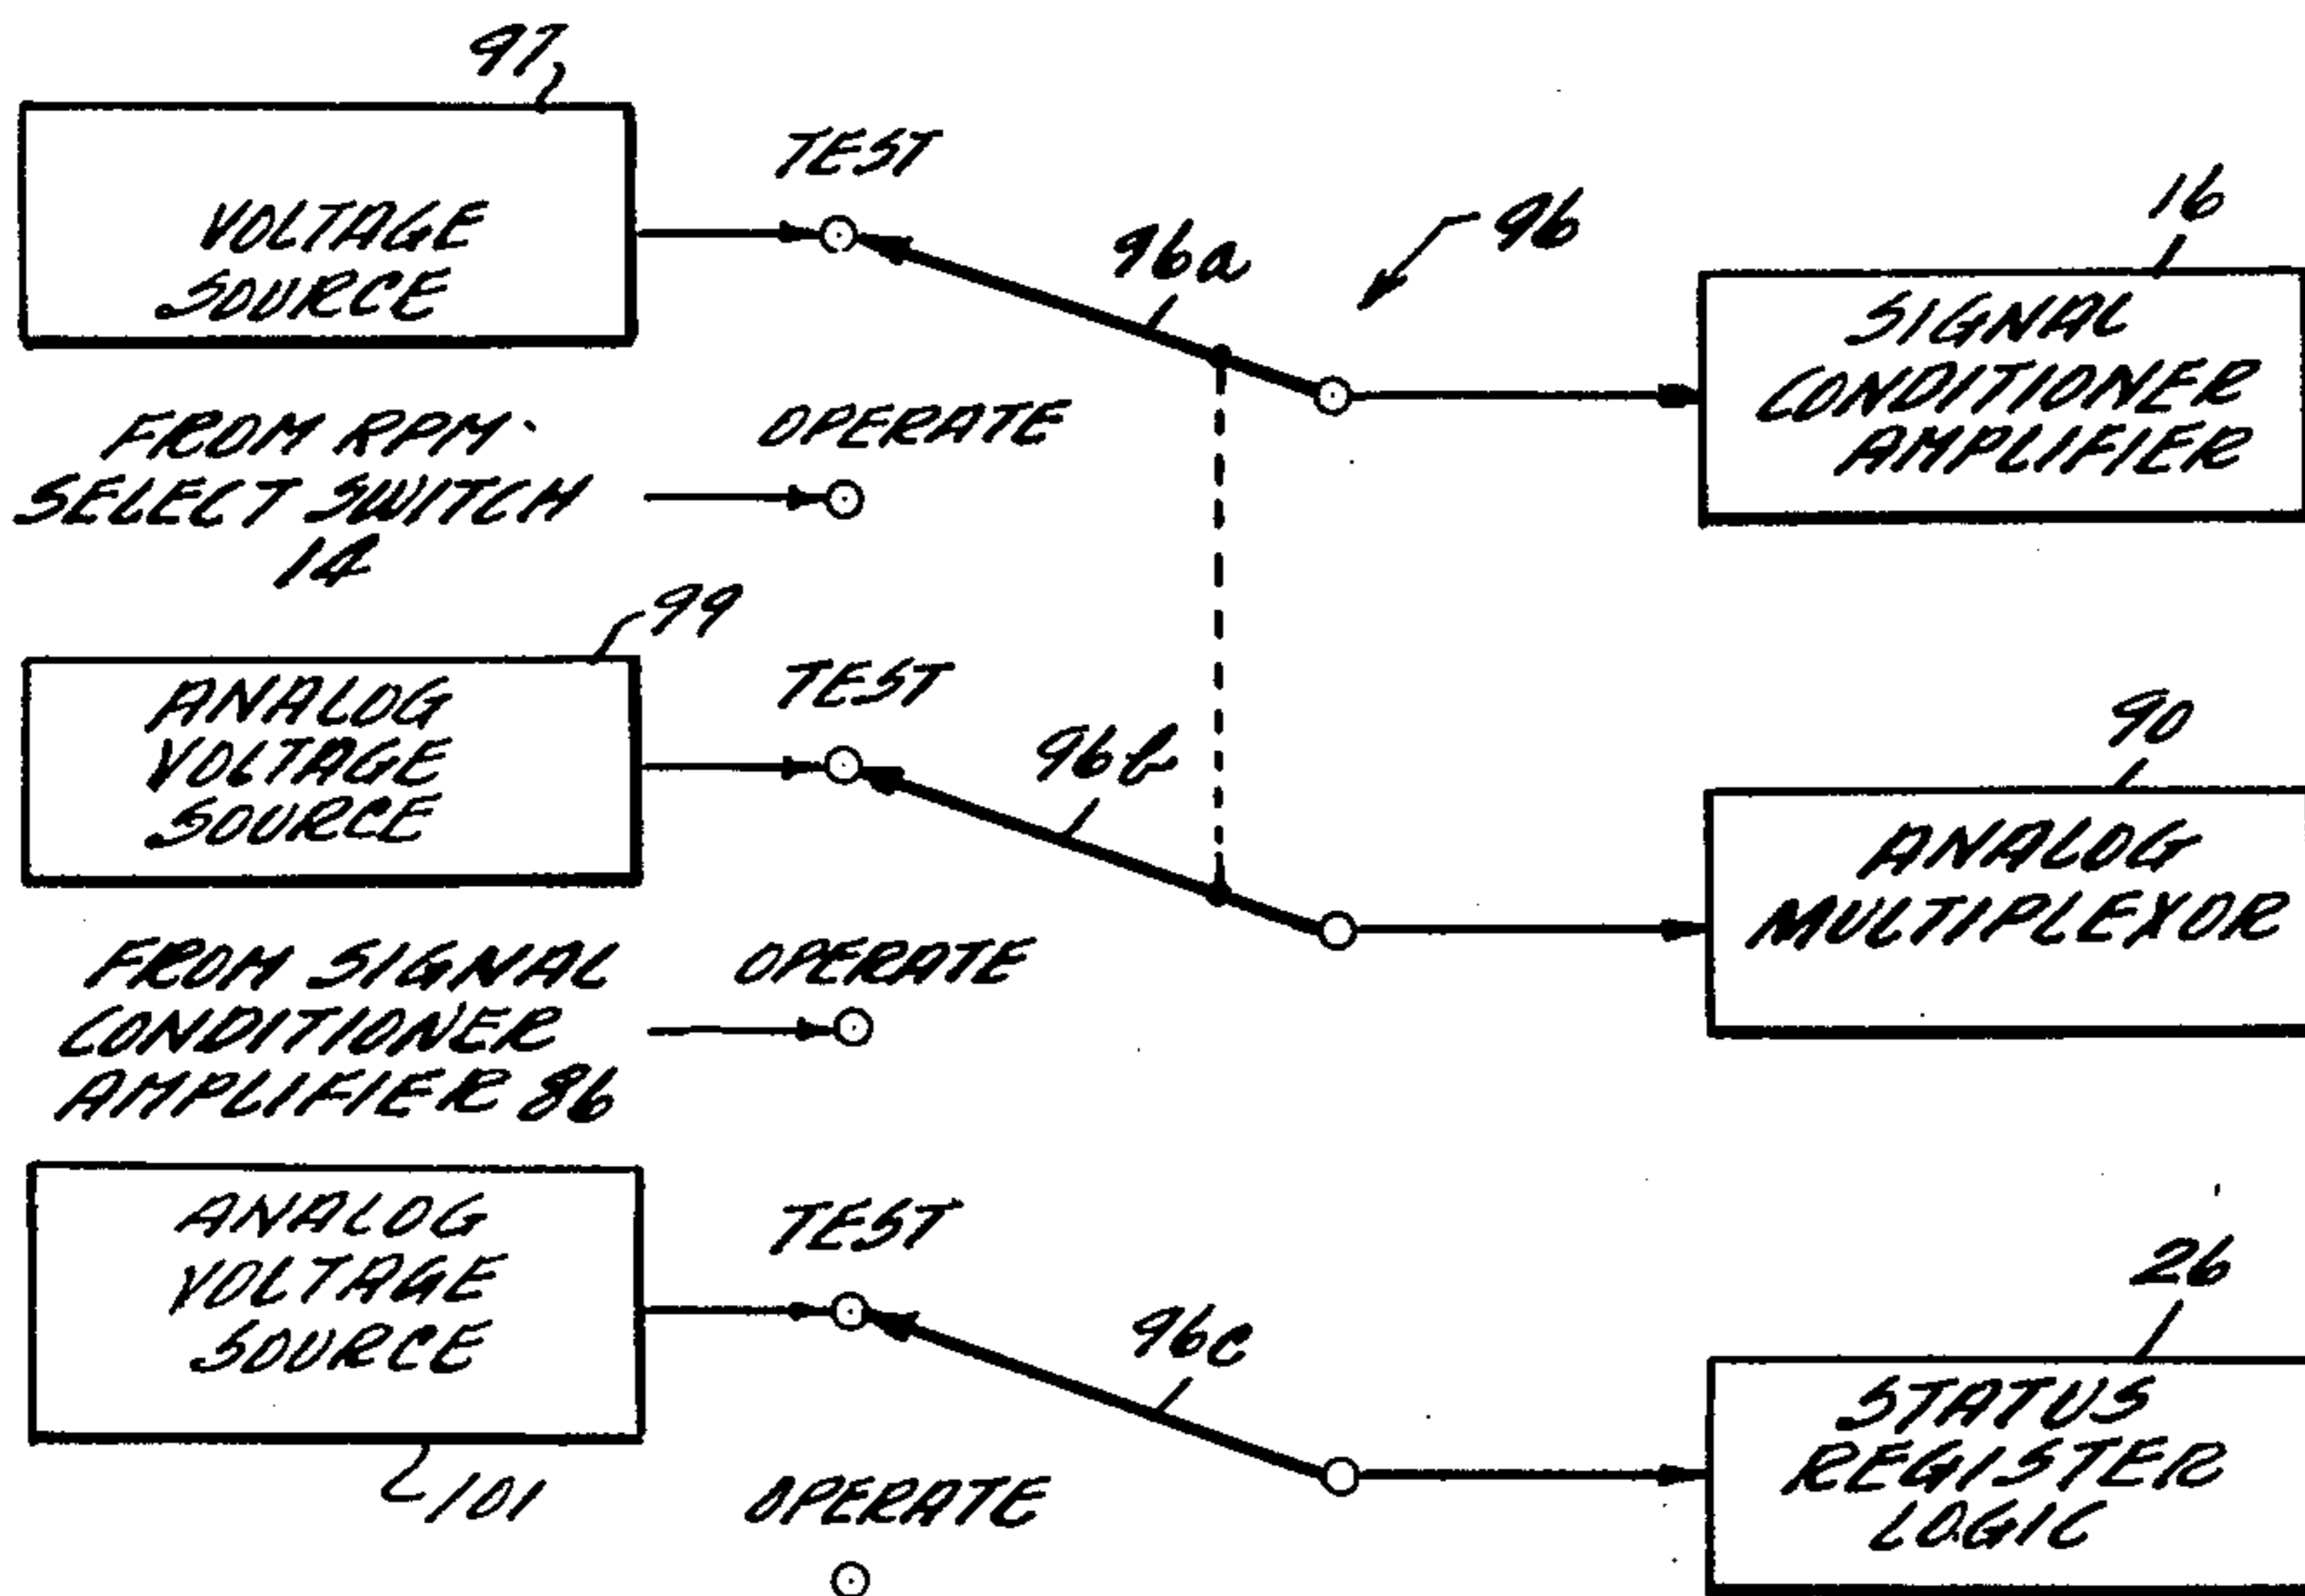 97
VOLTAGE
SOURCE
TEST
96a
96
16
SIGNAL
CONDITIONER
AMPLIFIER
FROM RPM
SELECT SWITCH
14
OPERATE
99
ANALOG
VOLTAGE
SOURCE
TEST
96b
90
ANALOG
MULTIPLEXOR
FROM SIGNAL
CONDITIONER
AMPLIFIER 86
OPERATE
ANALOG
VOLTAGE
SOURCE
101
TEST
96c
26
STATUS
REGISTER
LOGIC
OPERATE